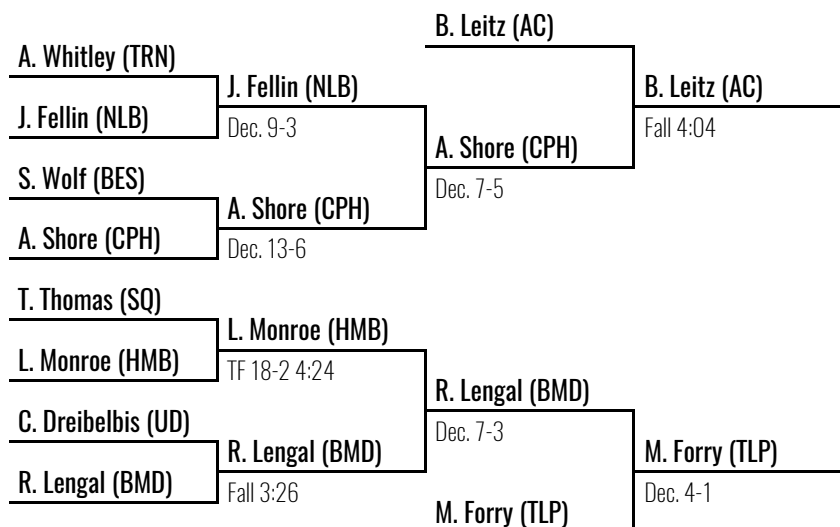 B. Leitz (AC)
A. Whitley (TRN)
J. Fellin (NLB)
B. Leitz (AC)
J. Fellin (NLB)
Dec. 9-3
Fall 4:04
A. Shore (CPH)
S. Wolf (BES)
Dec. 7-5
A. Shore (CPH)
A. Shore (CPH)
Dec. 13-6
T. Thomas (SQ)
L. Monroe (HMB)
L. Monroe (HMB)
TF 18-2 4:24
R. Lengal (BMD)
C. Dreibelbis (UD)
Dec. 7-3
R. Lengal (BMD)
M. Forry (TLP)
R. Lengal (BMD)
Fall 3:26
Dec. 4-1
M. Forry (TLP)